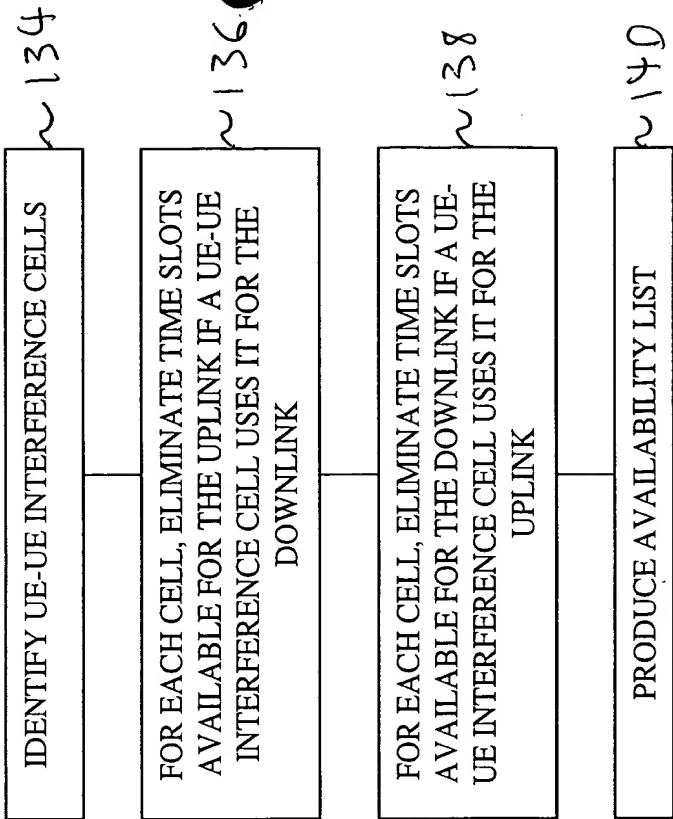 IDENTIFY UE-UE INTERFERENCE CELLS
~134
FOR EACH CELL, ELIMINATE TIME SLOTS
AVAILABLE FOR THE UPLINK IF A UE-UE
INTERFERENCE CELL USES IT FOR THE
DOWNLINK
~136
FOR EACH CELL, ELIMINATE TIME SLOTS
AVAILABLE FOR THE DOWNLINK IF A UE-
UE INTERFERENCE CELL USES IT FOR THE
UPLINK
~138
PRODUCE AVAILABILITY LIST
~140